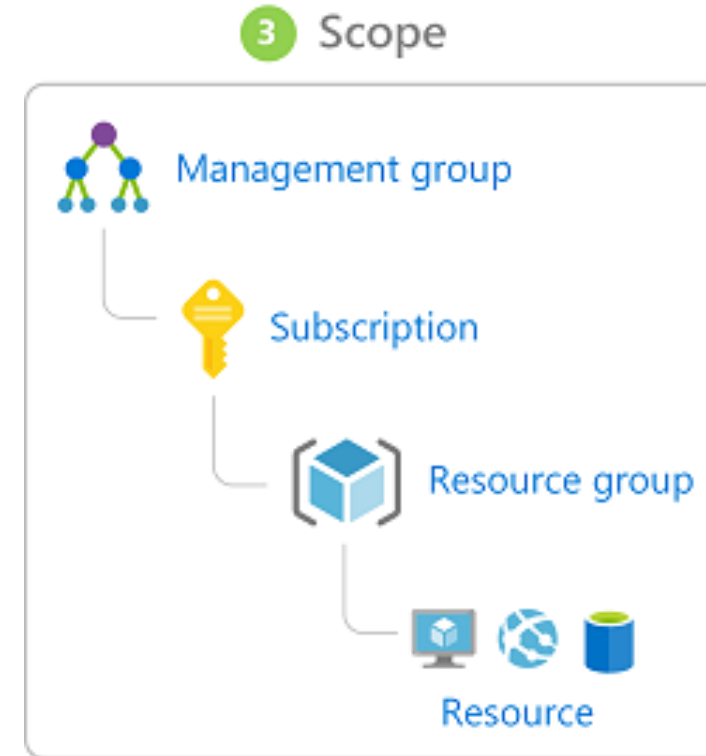 3 Scope
Management group
Subscription
Resource group
Resource